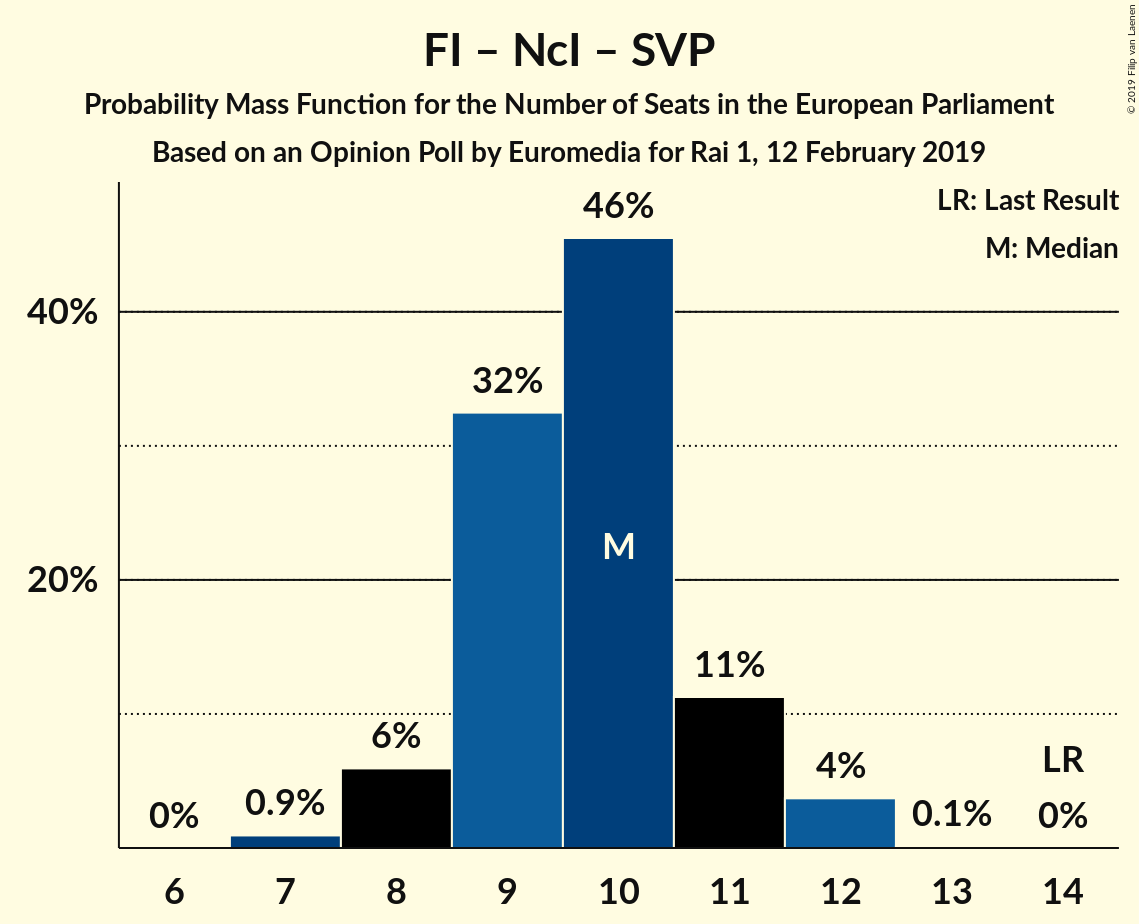 FI – NcI – SVP
Probability Mass Function for the Number of Seats in the European Parliament
Based on an Opinion Poll by Euromedia for Rai 1, 12 February 2019
© 2019 Filip van Laenen
LR: Last Result
M: Median
46%
40%
32%
M
20%
11%
6%
LR
4%
0.9%
0.1%
0%
0%
6 7 8 9 10 11 12 13 14